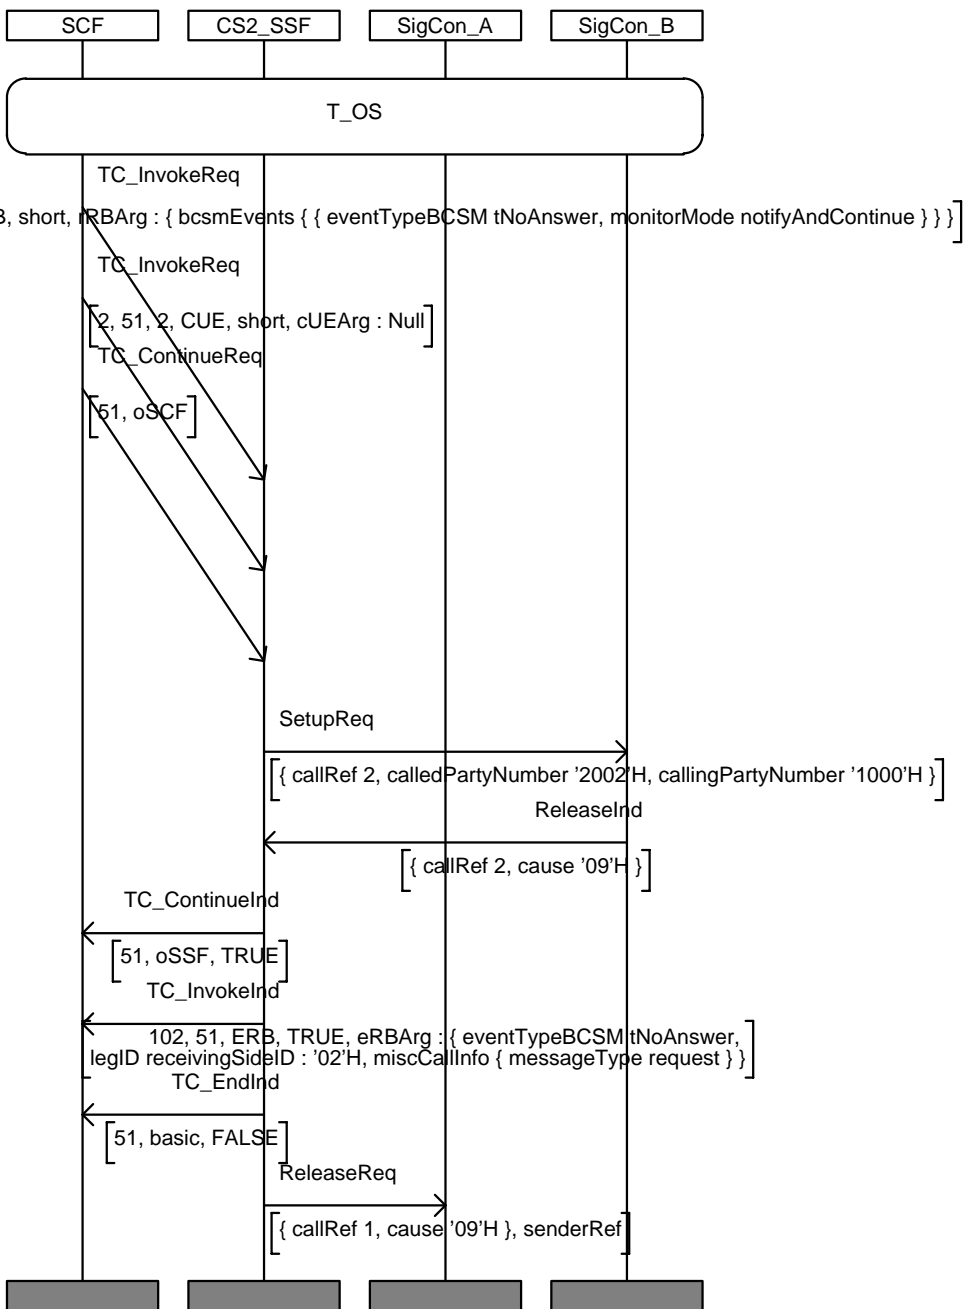 SCF CS2_SSF SigCon_A SigCon_B
T_OS
TC_InvokeReq
, short, rRBArg : { bcsmEvents { { eventTypeBCSM tNoAnswer, monitorMode notifyAndContinue } } }
TC_InvokeReq
2, 51, 2, CUE, short, cUEArg : Null
TC_ContinueReq
51, oSCF
SetupReq
{ callRef 2, calledPartyNumber '2002'H, callingPartyNumber '1000'H }
ReleaseInd
{ callRef 2, cause '09'H }
TC_ContinueInd
51, oSSF, TRUE
TC_InvokeInd
102, 51, ERB, TRUE, eRBArg : { eventTypeBCSM tNoAnswer,
legID receivingSideID : '02'H, miscCallInfo { messageType request } }
TC_EndInd
51, basic, FALSE
ReleaseReq
{ callRef 1, cause '09'H }, senderRef